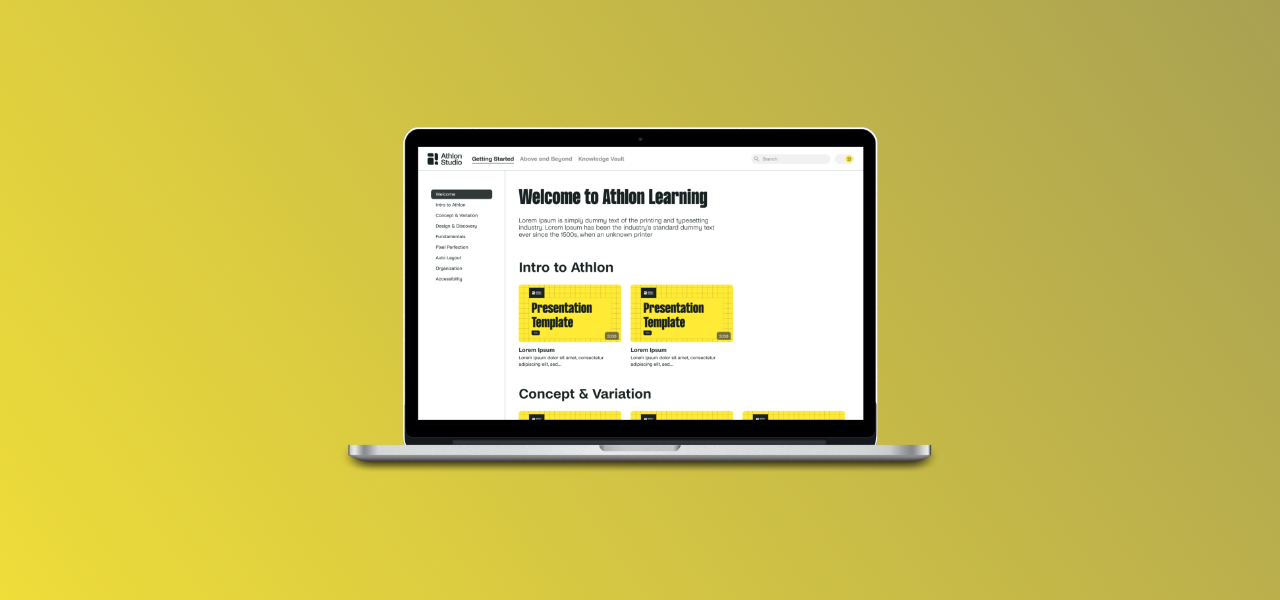 Athlon
Studio
Getting Started
Above and Beyond
Knowledge Vault
Search
Welcome
Intro to Athlon
Concept & Variation
Design & Discovery
Fundamentals
Pixel Perfection
Auto Layout
Organization
Accessibility
Welcome to Athlon Learning
Lorem Ipsum is simply dummy text of the printing and typesetting
industry. Lorem Ipsum has been the industry's standard dummy text
ever since the 1500s, when an unknown printer
Intro to Athlon
Presentation
Template
Presentation
Template
Lorem Ipsum
Lorem ipsum dolor sit amet, consectetur
adipiscing elit, sed...
Lorem Ipsum
Lorem ipsum dolor sit amet, consectetur
adipiscing elit, sed...
Concept & Variation